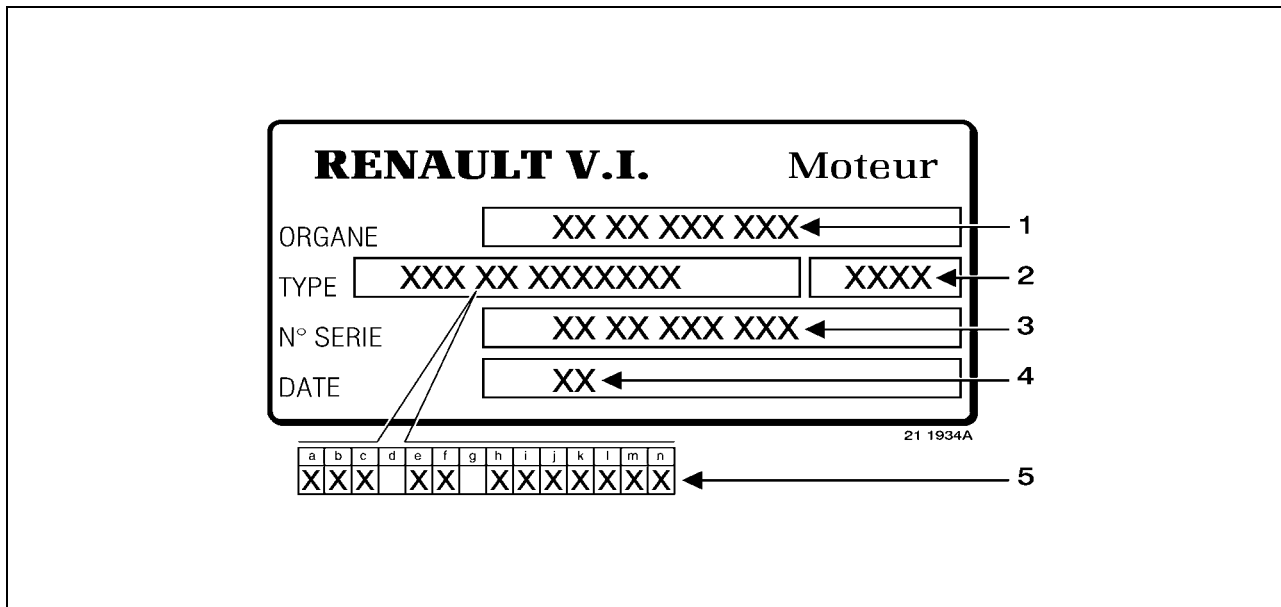 RENAULT V.I. Moteur
ORGANE XX XX XXX XXX 1
TYPE XXX XX XXXXXXX XXXX 2
N° SERIE XX XX XXX XXX 3
DATE XX 4
21 1934A
a b c d e f g h i j k l m n
X X X X X X X X X X X X 5